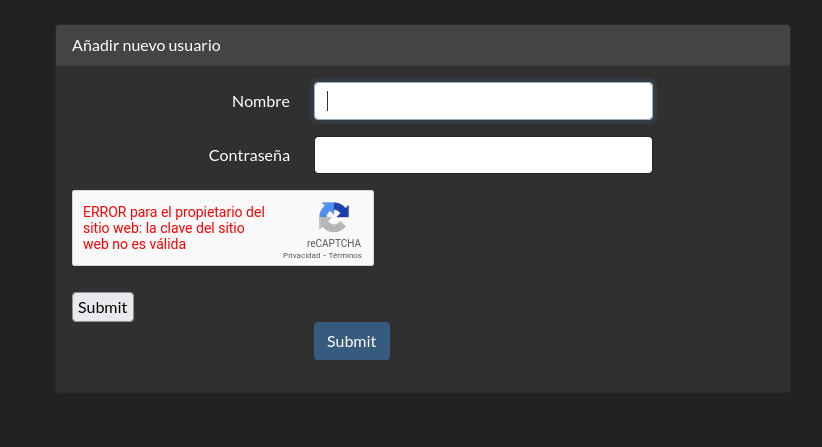 Añadir nuevo usuario
Nombre
Contraseña
ERROR para el propietario del
sitio web: la clave del sitio
web no es válida
reCAPTCHA
Privacidad - Términos
Submit
Submit